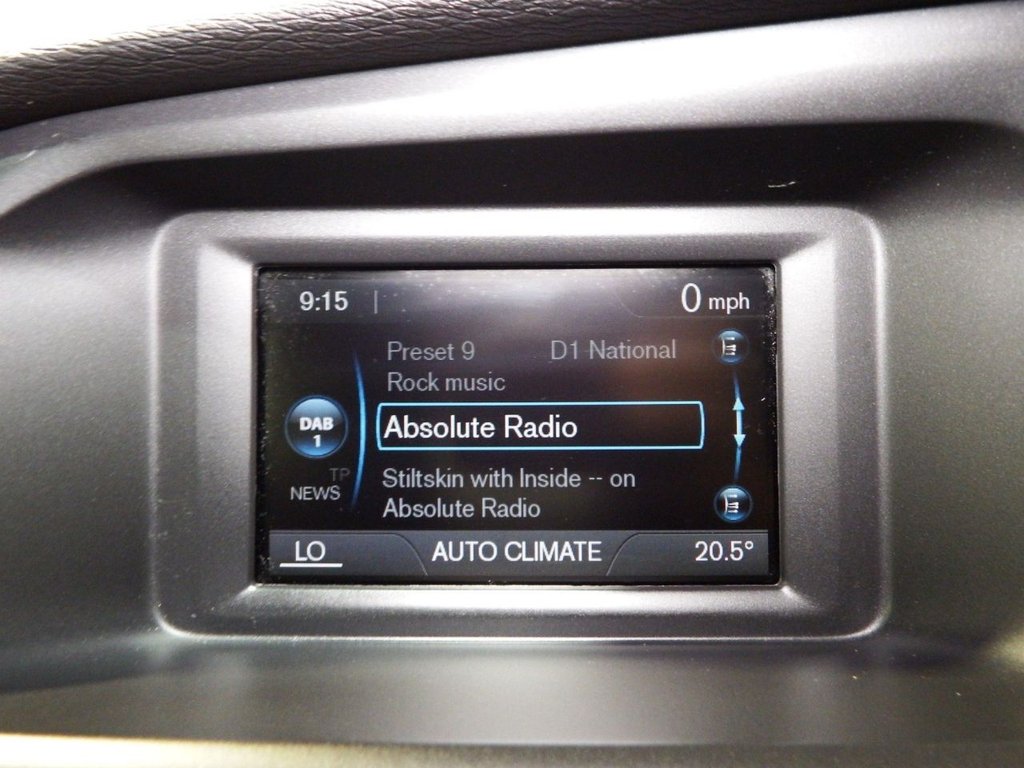 9:15 | 0 mph
Preset 9 D1 National
Rock music
DAB
1
Absolute Radio
TP
NEWS
Stiltskin with Inside -- on
Absolute Radio
LO AUTO CLIMATE 20.5°